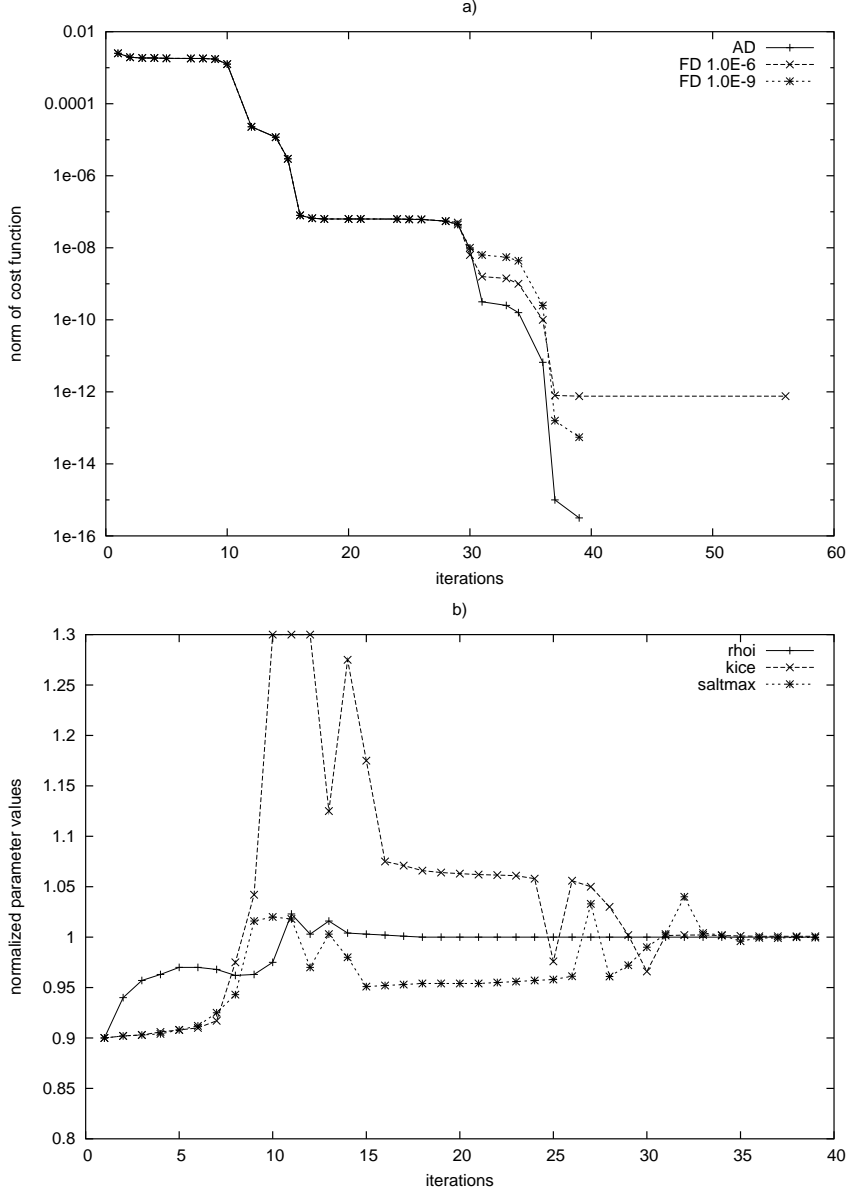 a)
norm of cost function
0.01
0.0001
1e-06
1e-08
1e-10
1e-12
1e-14
1e-16
AD
FD 1.0E-6
FD 1.0E-9
0 10 20 30 40 50 60
iterations
b)
normalized parameter values
1.3
1.25
1.2
1.15
1.1
1.05
1
0.95
0.9
0.85
0.8
rhoi
kice
saltmax
0 5 10 15 20 25 30 35 40
iterations